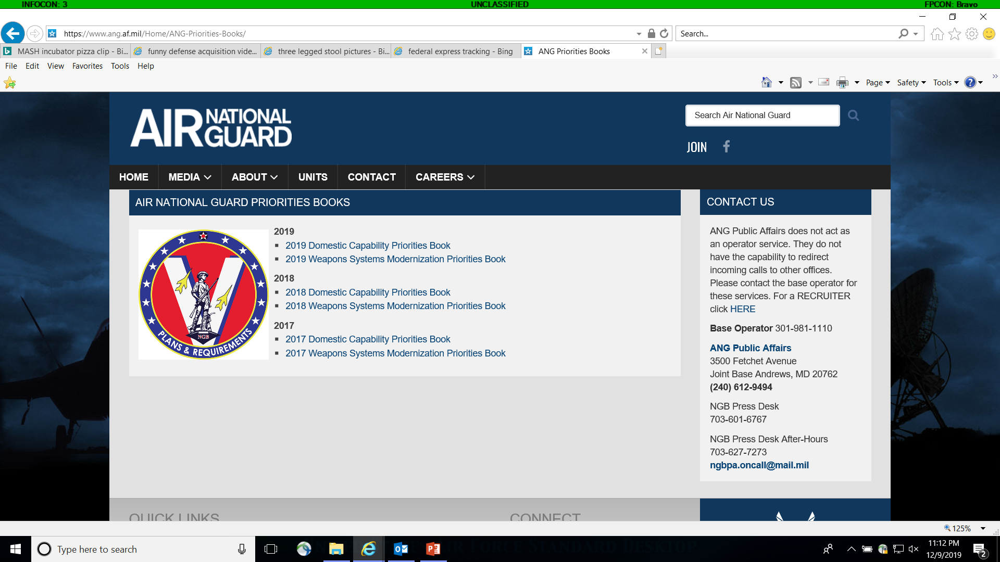 INFOCON: 3
UNCLASSIFIED
FPCON: Bravo
https://www.ang.af.mil/Home/ANG-Priorities-Books/
Search...
MASH incubator pizza clip - Bi...
funny defense acquisition vide...
three legged stool pictures - Bi...
federal express tracking - Bing
ANG Priorities Books
File Edit View Favorites Tools Help
Page Safety Tools
AIR NATIONAL GUARD
Search Air National Guard
JOIN
HOME MEDIA ABOUT UNITS CONTACT CAREERS
AIR NATIONAL GUARD PRIORITIES BOOKS
NGB
PLANS & REQUIREMENTS
2019
2019 Domestic Capability Priorities Book
2019 Weapons Systems Modernization Priorities Book
2018
2018 Domestic Capability Priorities Book
2018 Weapons Systems Modernization Priorities Book
2017
2017 Domestic Capability Priorities Book
2017 Weapons Systems Modernization Priorities Book
CONTACT US
ANG Public Affairs does not act as
an operator service. They do not
have the capability to redirect
incoming calls to other offices.
Please contact the base operator for
these services. For a RECRUITER
click HERE
Base Operator 301-981-1110
ANG Public Affairs
3500 Fetchet Avenue
Joint Base Andrews, MD 20762
(240) 612-9494
NGB Press Desk
703-601-6767
NGB Press Desk After-Hours
703-627-7273
ngbpa.oncall@mail.mil
QUICK LINKS
CONNECT
125%
Type here to search
11:12 PM
12/9/2019
2